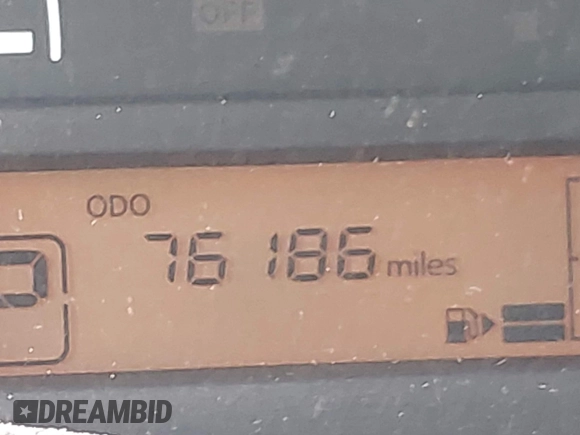 OFF
ODO
76186 miles
DREAMBID